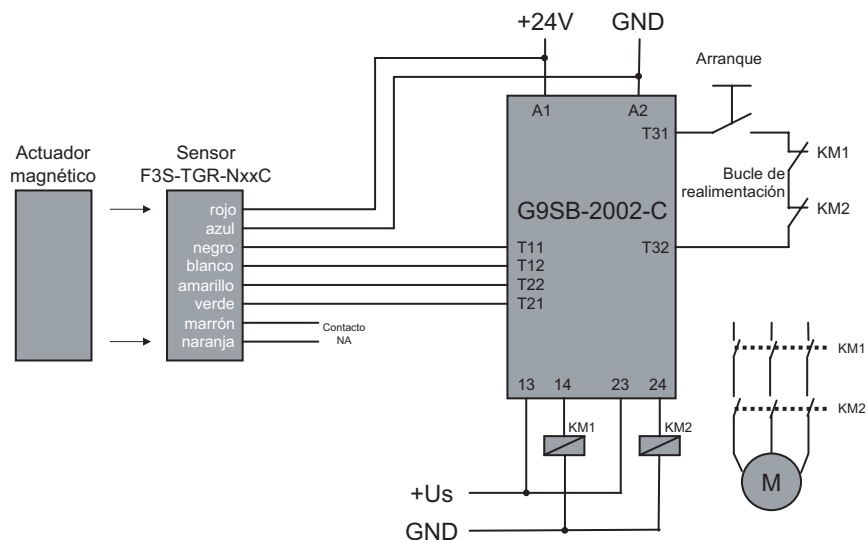 +24V
GND
Arranque
A1
A2
T31
Actuador
magnético
Sensor
F3S-TGR-NxxC
KM1
Bucle de
realimentación
KM2
rojo
azul
negro
blanco
amarillo
verde
marrón
naranja
Contacto
NA
G9SB-2002-C
T11
T12
T22
T21
T32
13
14
23
24
KM1
KM2
KM1
KM2
M
+Us
GND